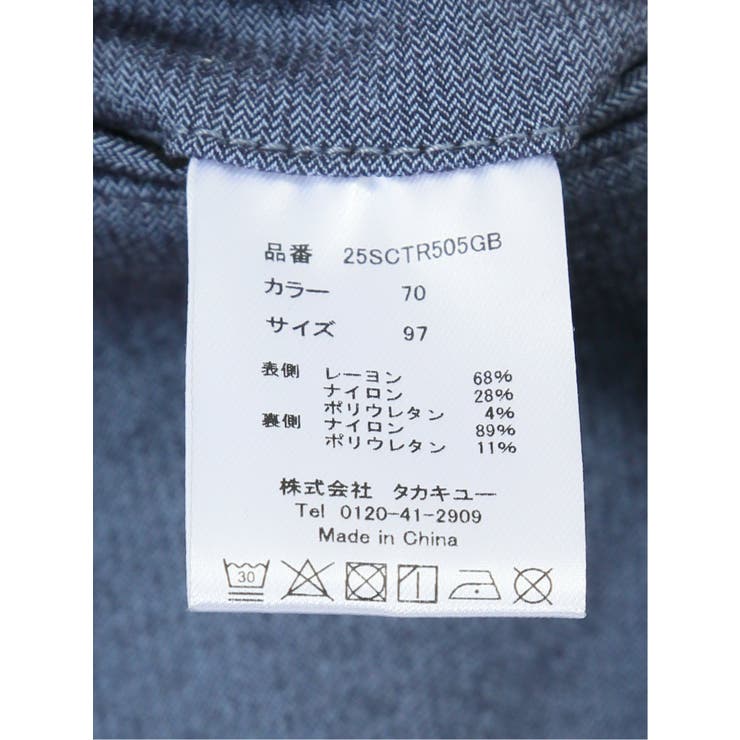 品番 25SCTR505GB
カラー 70
サイズ 97
表側 レーヨン 68%
ナイロン 28%
ポリウレタン 4%
裏側 ナイロン 89%
ポリウレタン 11%
株式会社 タカキュー
Tel 0120-41-2909
Made in China
30